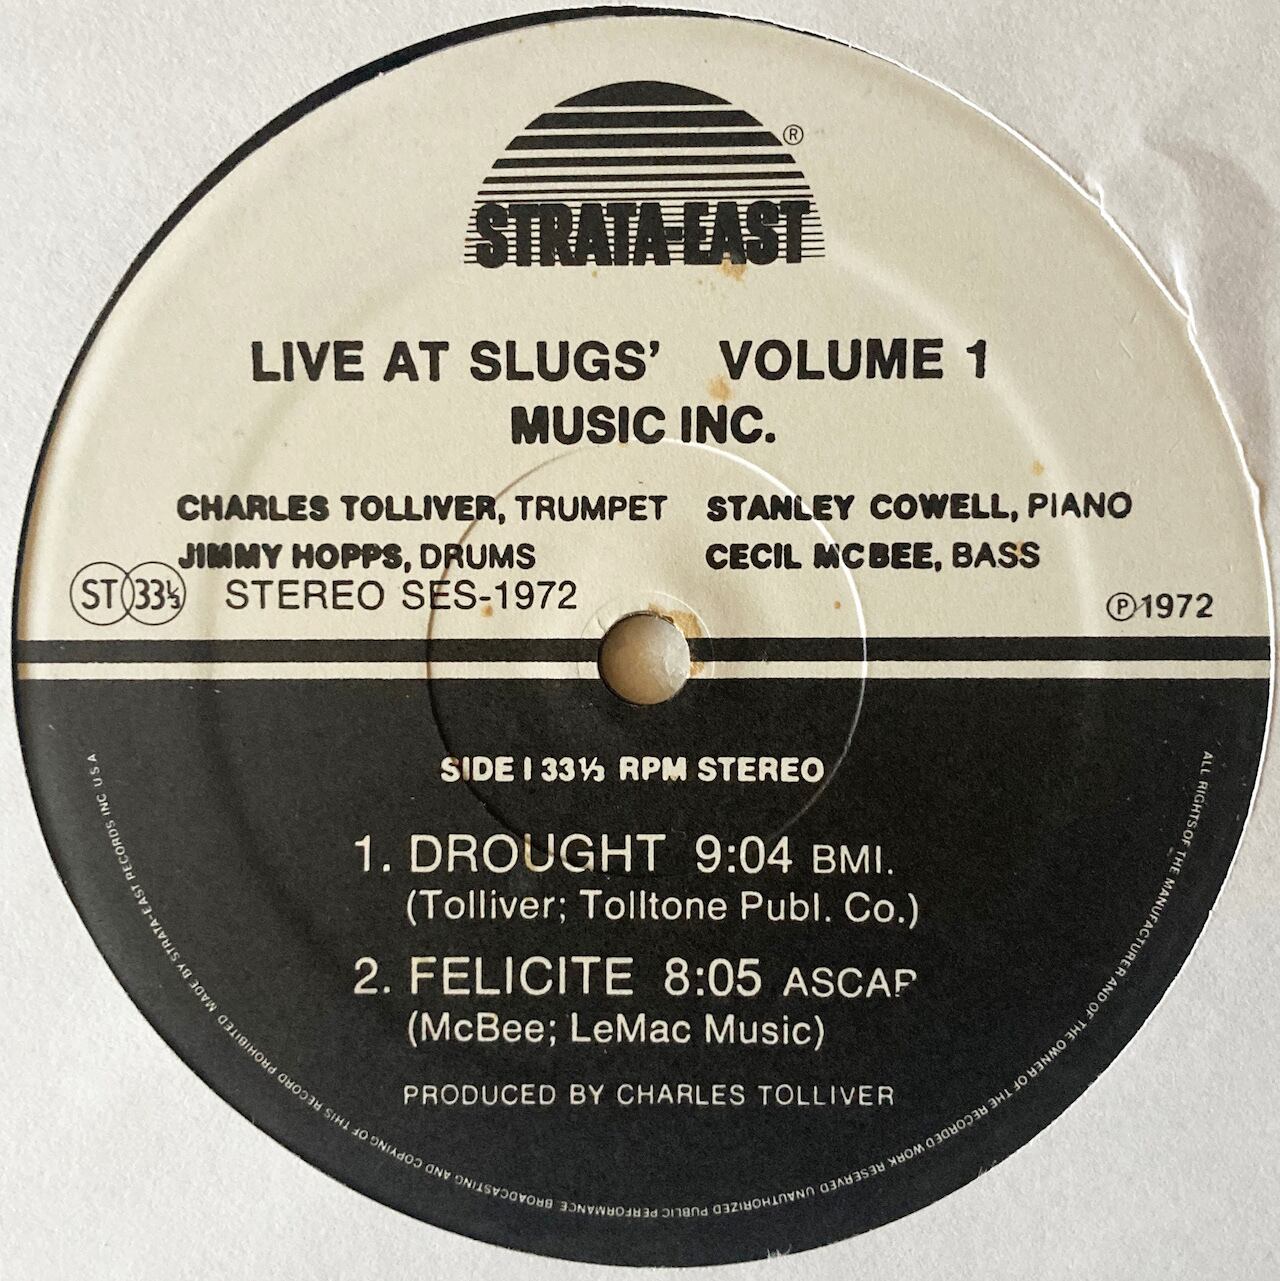 ®
STRATA-EAST
LIVE AT SLUGS' VOLUME 1
MUSIC INC.
CHARLES TOLLIVER, TRUMPET STANLEY COWELL, PIANO
JIMMY HOPPS, DRUMS CECIL MCBEE, BASS
ST 33⅓ STEREO SES-1972 ℗1972
SIDE I 33⅓ RPM STEREO
1. DROUGHT 9:04 BMI.
(Tolliver; Tolltone Publ. Co.)
2. FELICITE 8:05 ASCAP
(McBee; LeMac Music)
PRODUCED BY CHARLES TOLLIVER
ALL RIGHTS OF THE MANUFACTURER AND OF THE OWNER OF THE RECORDED WORK RESERVED UNAUTHORIZED PUBLIC PERFORMANCE BROADCASTING AND COPYING OF THIS RECORD PROHIBITED MADE BY STRATA-EAST RECORDS INC USA